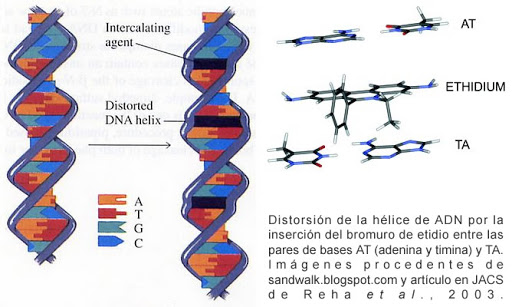 Intercalating
agent
Distorted
DNA helix
A
T
G
C
AT
ETHIDIUM
TA
Distorsión de la hélice de ADN por la
inserción del bromuro de etidio entre las
pares de bases AT (adenina y timina) y TA.
Imágenes procedentes de
sandwalk.blogspot.com y artículo en JACS
de Reha et al., 2003.